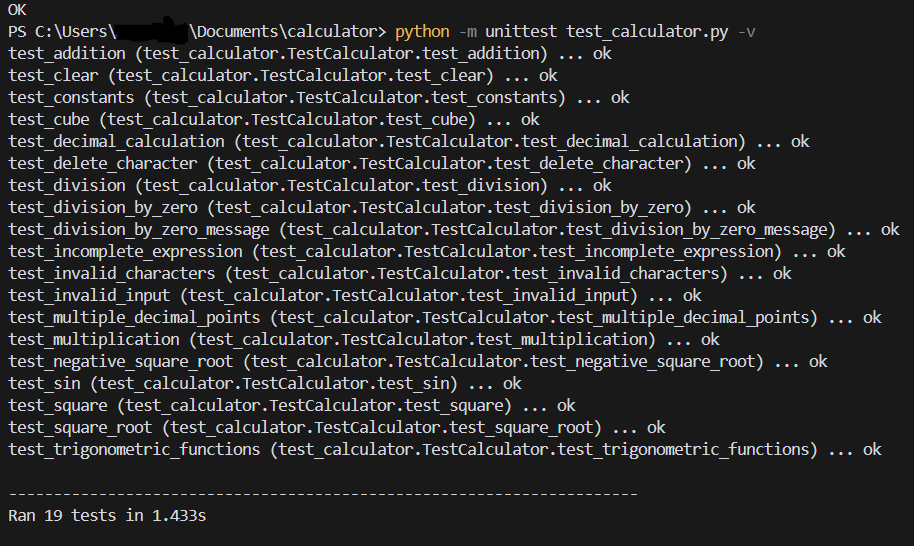 OK
PS C:\Users\ \Documents\calculator> python -m unittest test_calculator.py -v
test_addition (test_calculator.TestCalculator.test_addition) ... ok
test_clear (test_calculator.TestCalculator.test_clear) ... ok
test_constants (test_calculator.TestCalculator.test_constants) ... ok
test_cube (test_calculator.TestCalculator.test_cube) ... ok
test_decimal_calculation (test_calculator.TestCalculator.test_decimal_calculation) ... ok
test_delete_character (test_calculator.TestCalculator.test_delete_character) ... ok
test_division (test_calculator.TestCalculator.test_division) ... ok
test_division_by_zero (test_calculator.TestCalculator.test_division_by_zero) ... ok
test_division_by_zero_message (test_calculator.TestCalculator.test_division_by_zero_message) ... ok
test_incomplete_expression (test_calculator.TestCalculator.test_incomplete_expression) ... ok
test_invalid_characters (test_calculator.TestCalculator.test_invalid_characters) ... ok
test_invalid_input (test_calculator.TestCalculator.test_invalid_input) ... ok
test_multiple_decimal_points (test_calculator.TestCalculator.test_multiple_decimal_points) ... ok
test_multiplication (test_calculator.TestCalculator.test_multiplication) ... ok
test_negative_square_root (test_calculator.TestCalculator.test_negative_square_root) ... ok
test_sin (test_calculator.TestCalculator.test_sin) ... ok
test_square (test_calculator.TestCalculator.test_square) ... ok
test_square_root (test_calculator.TestCalculator.test_square_root) ... ok
test_trigonometric_functions (test_calculator.TestCalculator.test_trigonometric_functions) ... ok
----------------------------------------------------------------------
Ran 19 tests in 1.433s